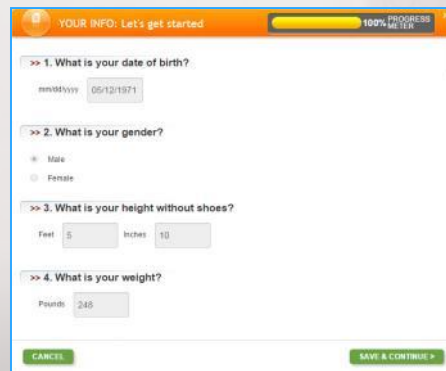 YOUR INFO: Let's get started
100% PROGRESS METER
>> 1. What is your date of birth?
mm/dd/yyyy 05/12/1971
>> 2. What is your gender?
Male
Female
>> 3. What is your height without shoes?
Feet 5 Inches 10
>> 4. What is your weight?
Pounds 248
CANCEL SAVE & CONTINUE >